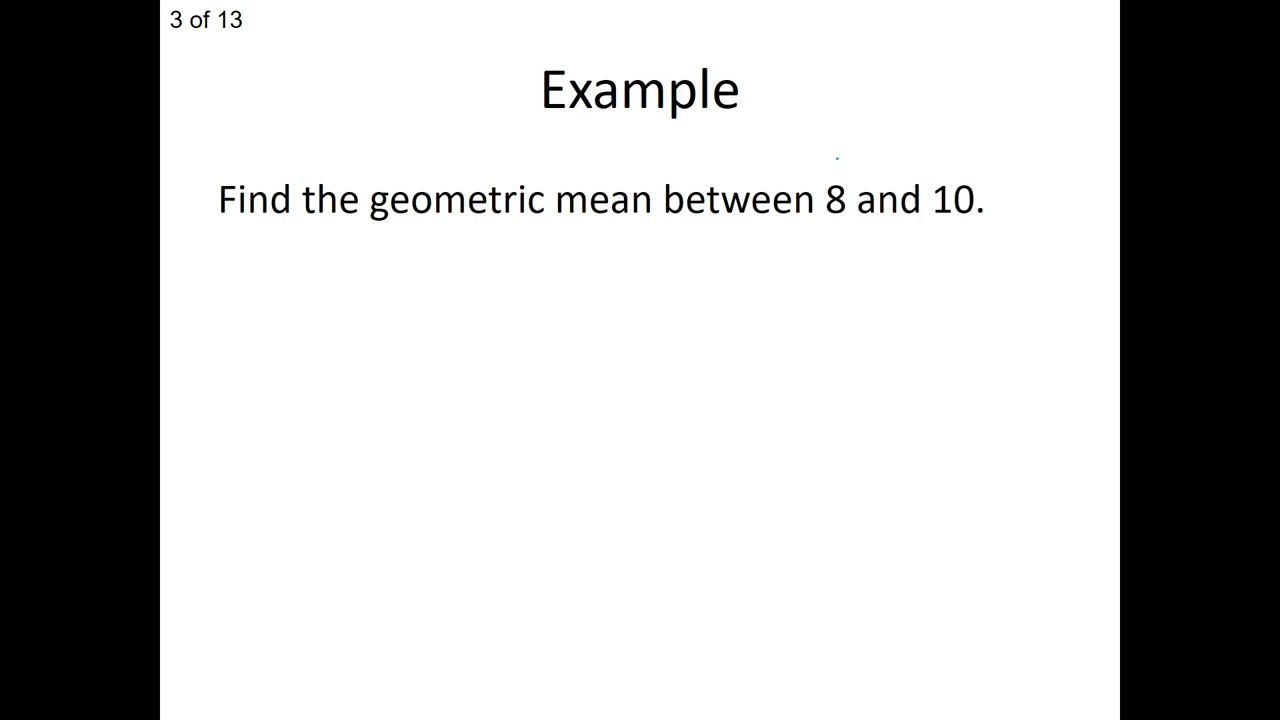 3 of 13
Example
Find the geometric mean between 8 and 10.